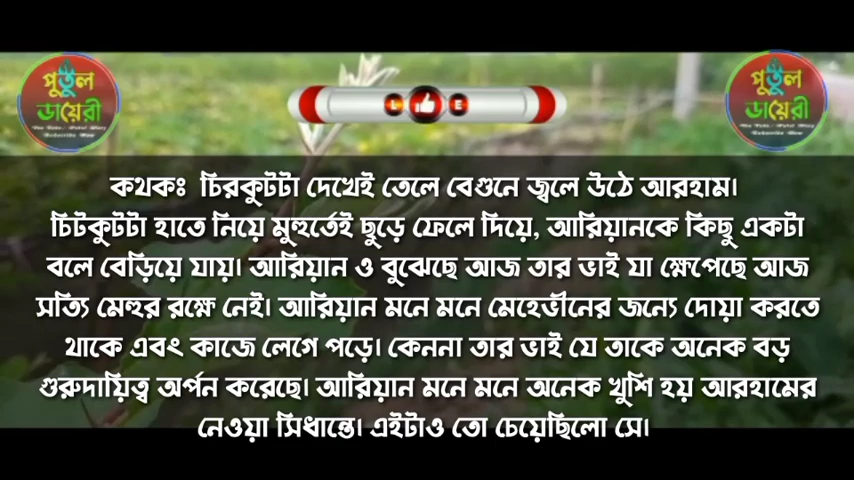 পুতুল
ডায়েরী
পুতুল
ডায়েরী
কথকঃ চিরকুটটা দেখেই তেলে বেগুনে জ্বলে উঠে আরহাম।
চিটকুটটা হাতে নিয়ে মুহুর্তেই ছুড়ে ফেলে দিয়ে, আরিয়ানকে কিছু একটা
বলে বেড়িয়ে যায়। আরিয়ান ও বুঝেছে আজ তার ভাই যা ক্ষেপেছে আজ
সত্যি মেহুর রক্ষে নেই। আরিয়ান মনে মনে মেহেভীনের জন্যে দোয়া করতে
থাকে এবং কাজে লেগে পড়ে। কেননা তার ভাই যে তাকে অনেক বড়
গুরুদায়িত্ব অর্পন করেছে। আরিয়ান মনে মনে অনেক খুশি হয় আরহামের
নেওয়া সিধান্তে। এইটাও তো চেয়েছিলো সে।